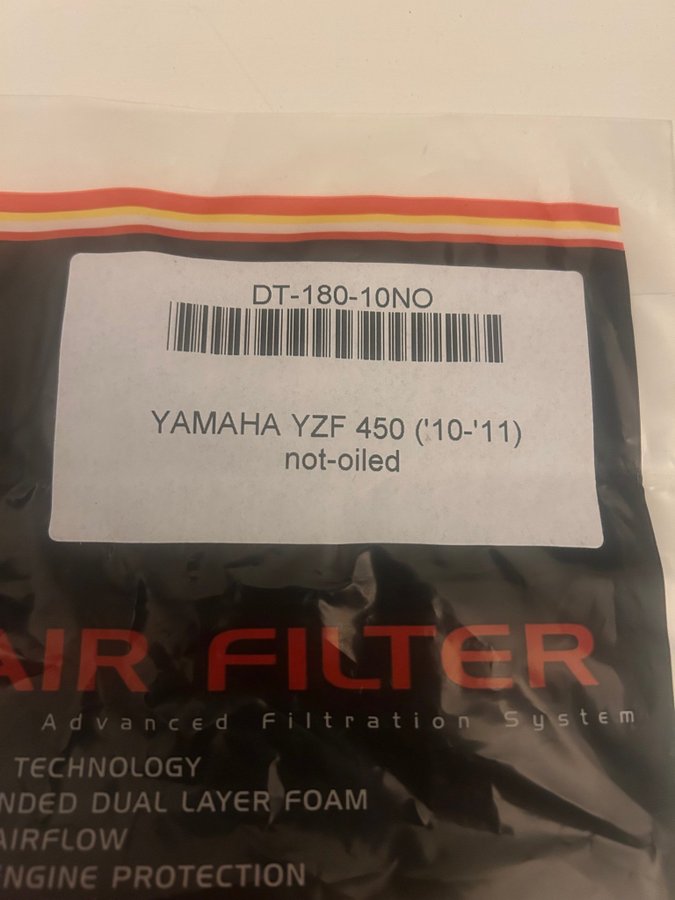 DT-180-10NO
YAMAHA YZF 450 ('10-'11)
not-oiled
AIR FILTER
Advanced Filtration System
TECHNOLOGY
NDED DUAL LAYER FOAM
AIRFLOW
ENGINE PROTECTION